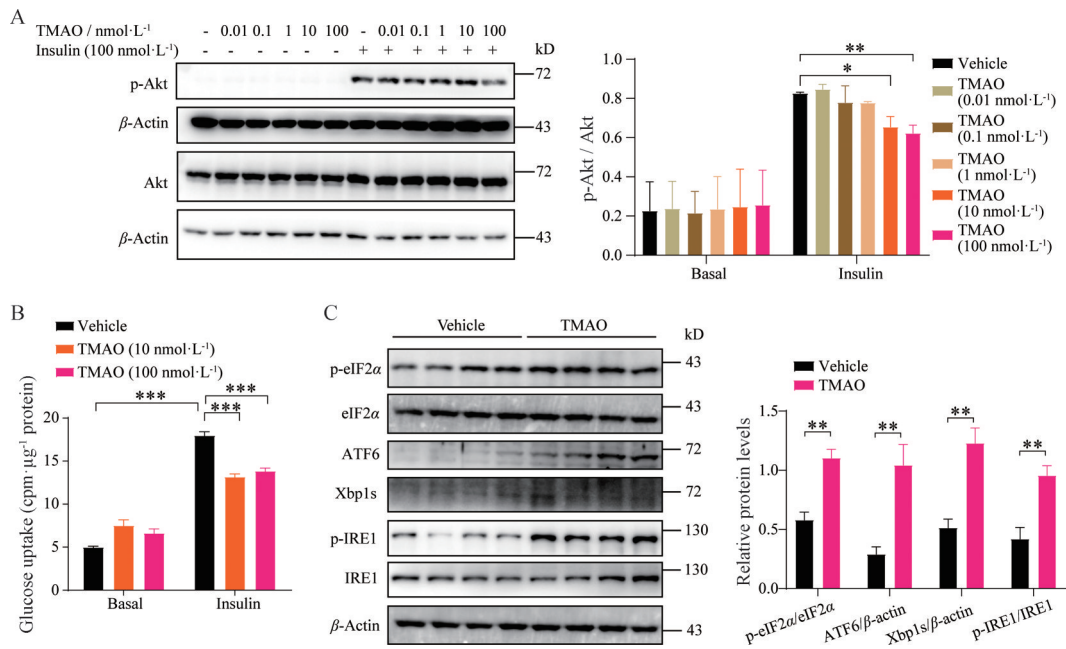 A
TMAO / nmol·L⁻¹ - 0.01 0.1 1 10 100 - 0.01 0.1 1 10 100
Insulin (100 nmol·L⁻¹) - - - - - - + + + + + +
kD
p-Akt
72
β-Actin
43
Akt
72
β-Actin
43
p-Akt / Akt
1.0
0.8
0.6
0.4
0.2
0.0
**
*
Basal
Insulin
Vehicle
TMAO
(0.01 nmol·L⁻¹)
TMAO
(0.1 nmol·L⁻¹)
TMAO
(1 nmol·L⁻¹)
TMAO
(10 nmol·L⁻¹)
TMAO
(100 nmol·L⁻¹)
B
Vehicle
TMAO (10 nmol·L⁻¹)
TMAO (100 nmol·L⁻¹)
Glucose uptake (cpm·μg⁻¹ protein)
20
15
10
5
0
***
***
***
Basal
Insulin
C
Vehicle
TMAO
kD
p-eIF2α
43
eIF2α
43
ATF6
72
Xbp1s
72
p-IRE1
130
IRE1
130
β-Actin
43
Vehicle
TMAO
Relative protein levels
1.5
1.0
0.5
0.0
**
**
**
**
p-eIF2α/eIF2α
ATF6/β-actin
Xbp1s/β-actin
p-IRE1/IRE1